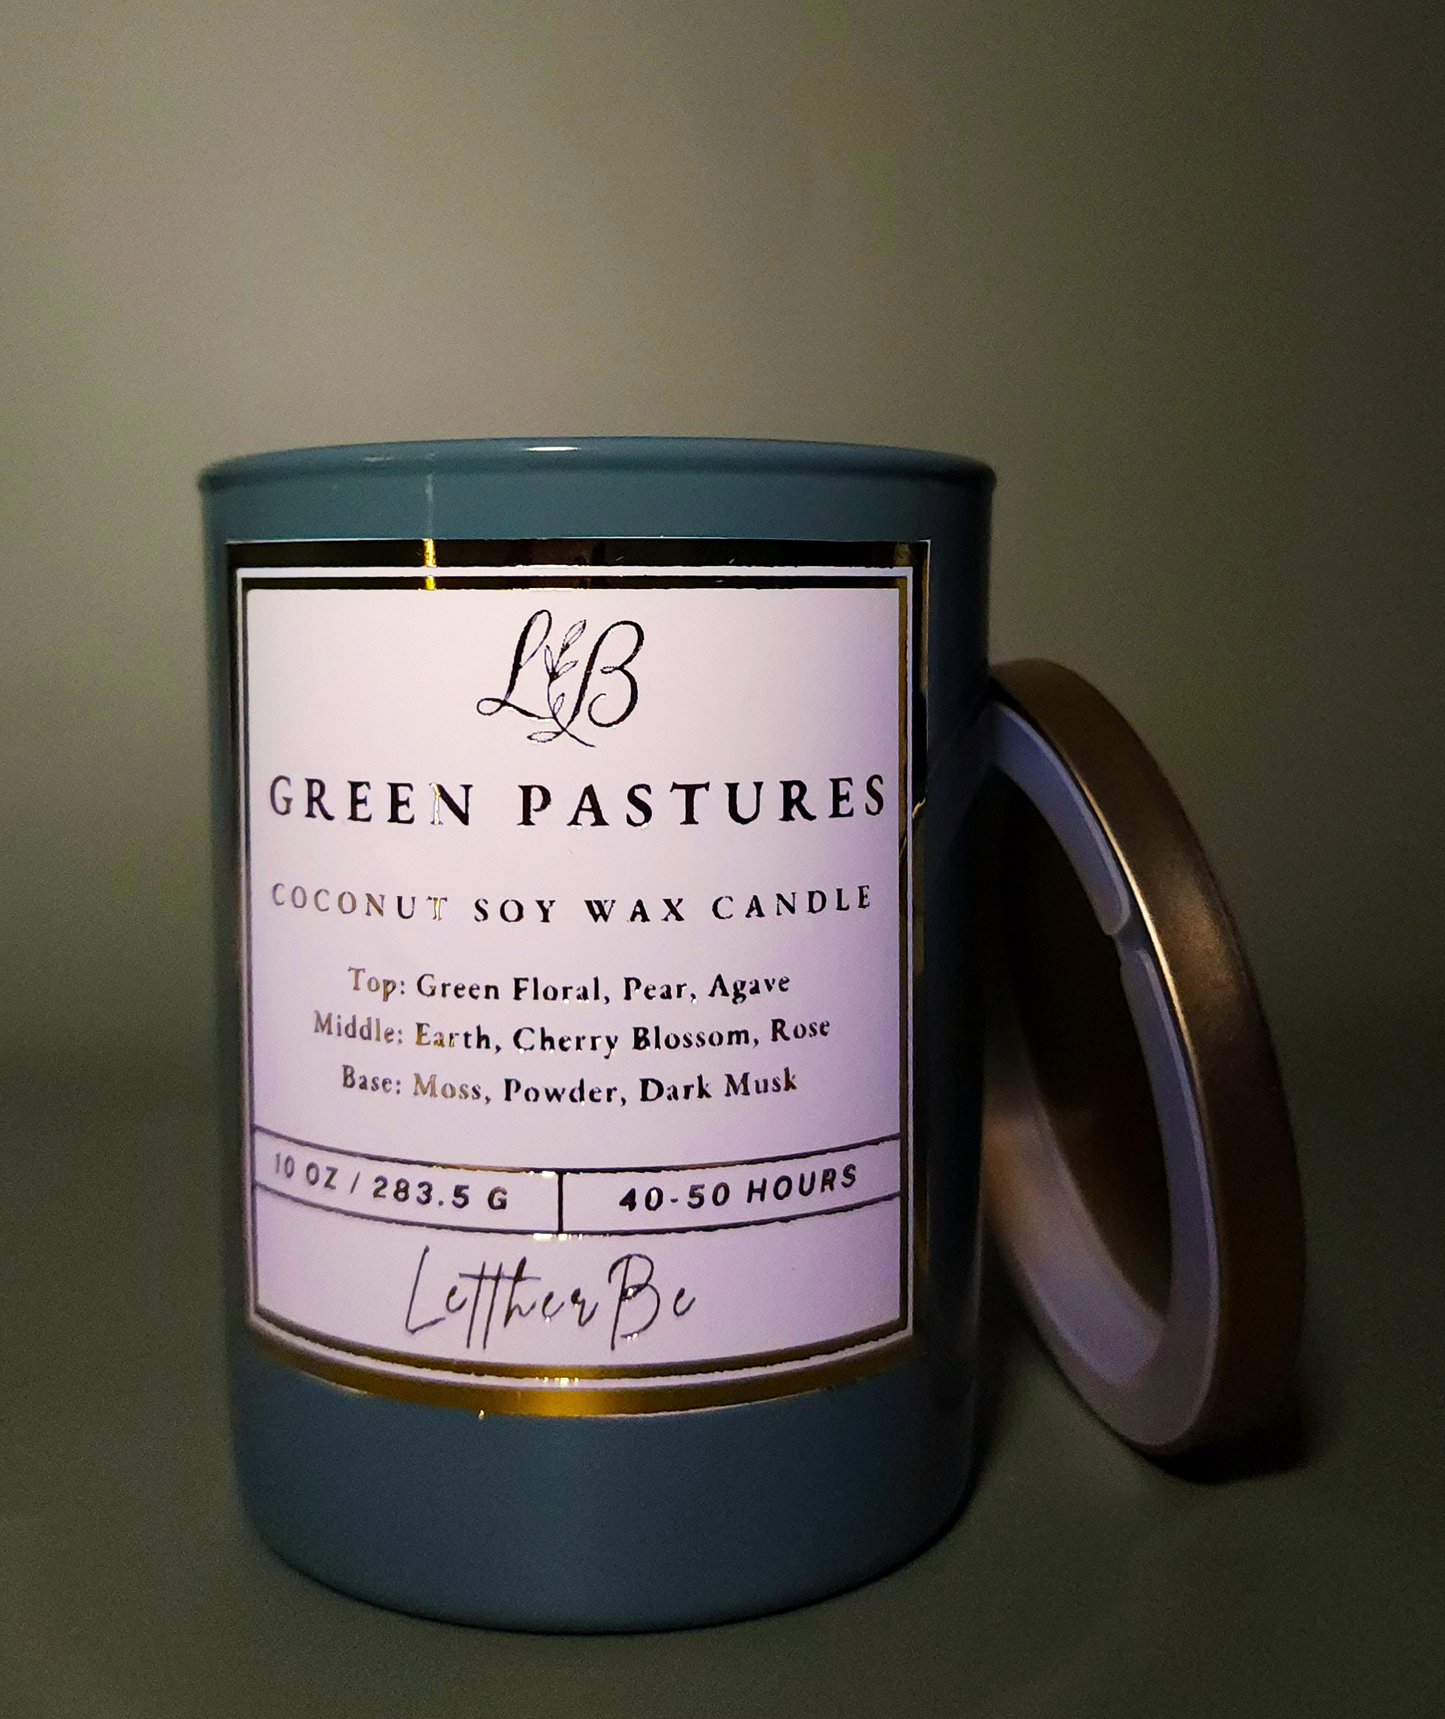 LB
GREEN PASTURES
COCONUT SOY WAX CANDLE
Top: Green Floral, Pear, Agave
Middle: Earth, Cherry Blossom, Rose
Base: Moss, Powder, Dark Musk
10 OZ / 283.5 G
40-50 HOURS
LettherBe